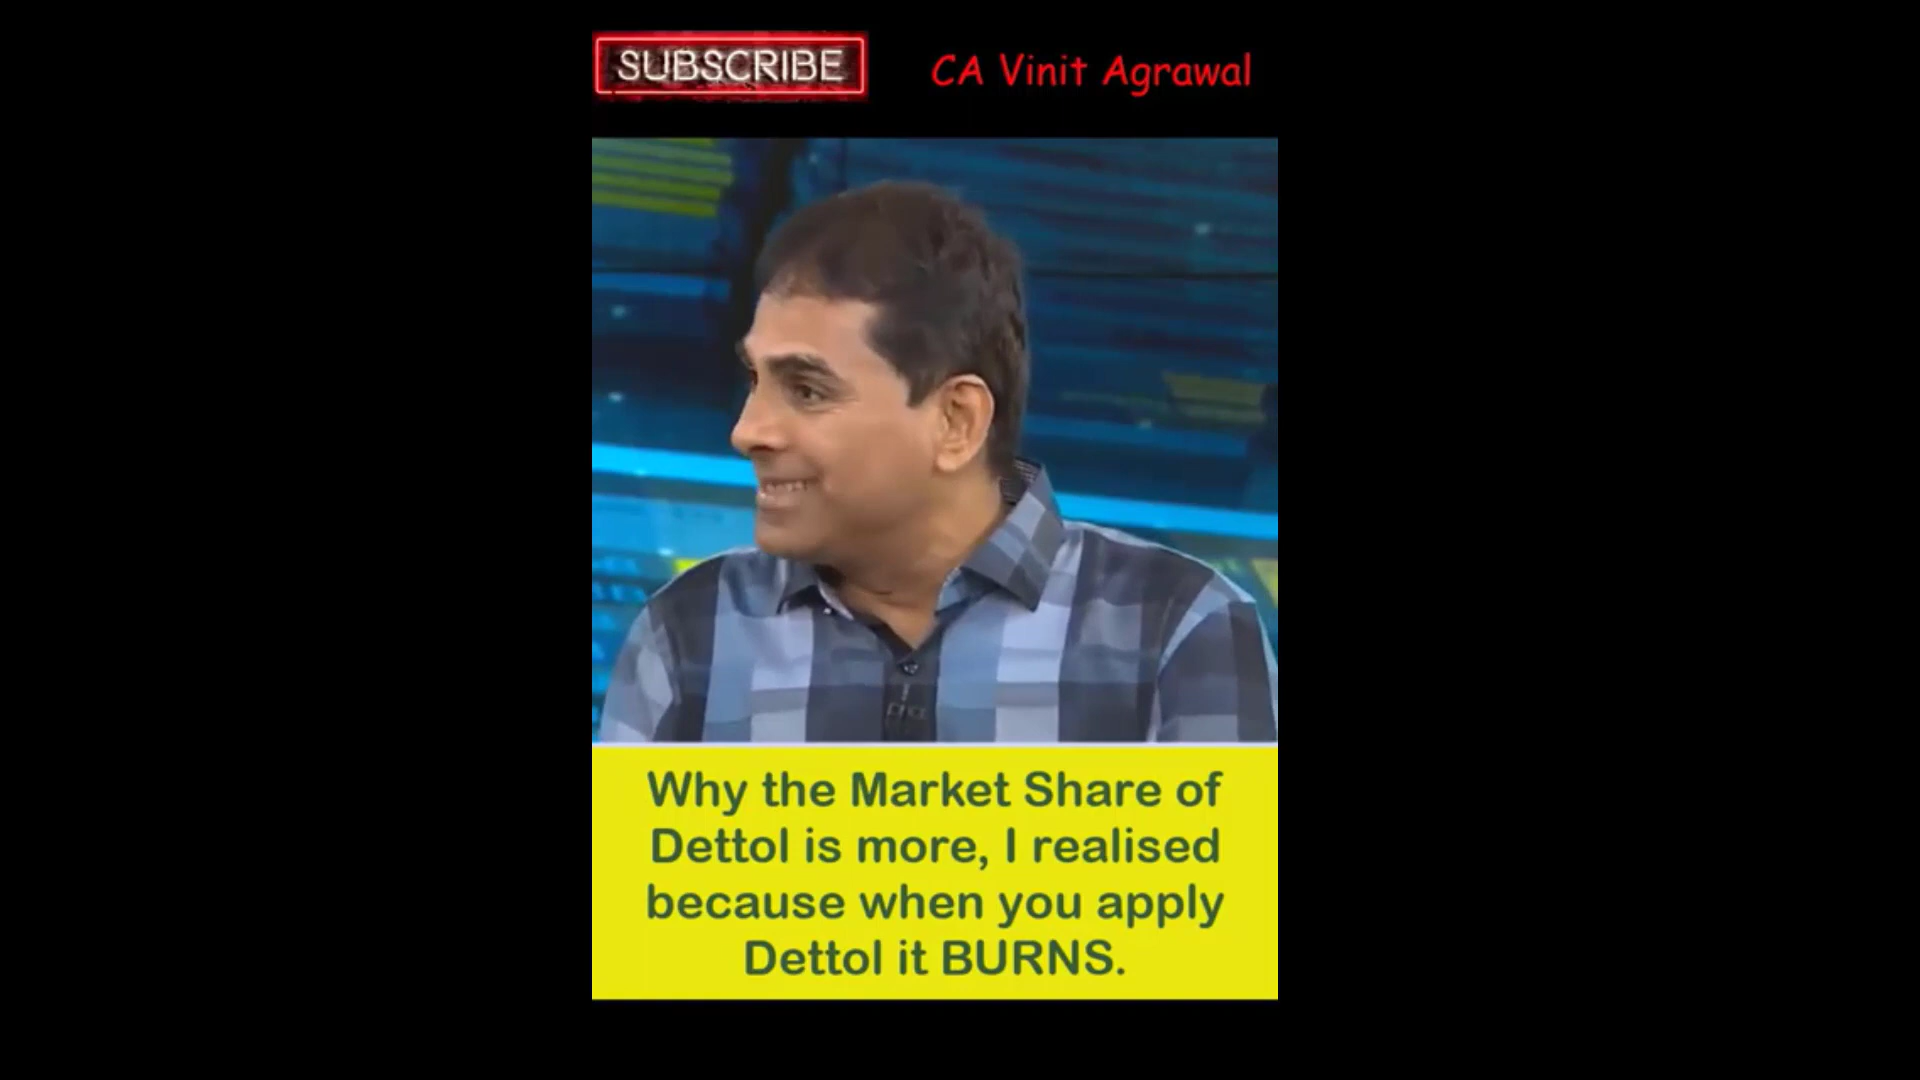 SUBSCRIBE
CA Vinit Agrawal
Why the Market Share of
Dettol is more, I realised
because when you apply
Dettol it BURNS.